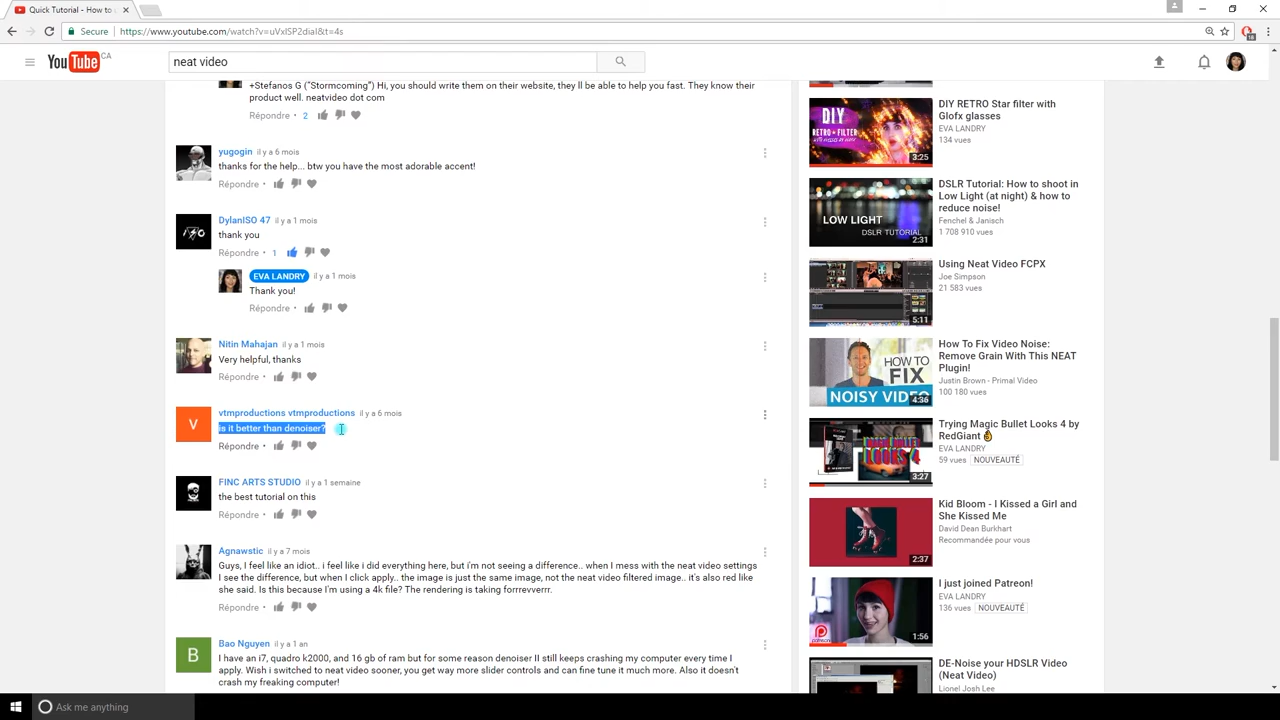 Quick Tutorial - How to
Secure
https://www.youtube.com/watch?v=uVxISP2diaI&t=4s
YouTube CA
neat video
+Stefanos G ("Stormcoming") Hi, you should write them on their website, they'll be able to help you fast. They know their
product well. neatvideo dot com
Répondre • 2
yugogin il y a 6 mois
thanks for the help... btw you have the most adorable accent!
Répondre •
DylanISO 47 il y a 1 mois
thank you
Répondre • 1
EVA LANDRY il y a 1 mois
Thank you!
Répondre •
Nitin Mahajan il y a 1 mois
Very helpful, thanks
Répondre •
vtmproductions vtmproductions il y a 6 mois
is it better than denoiser?
Répondre •
FINC ARTS STUDIO il y a 1 semaine
the best tutorial on this
Répondre •
Agnawstic il y a 7 mois
Guys, I feel like an idiot.. i feel like i did everything here, but i'm not seeing a difference.. when I mess with the neat video settings
I see the difference, but when I click apply.. the image is just the same image, not the neat video filtered image.. it's also red like
she said. Is this because I'm using a 4k file? The rendering is taking forrrevverrr.
Répondre •
Bao Nguyen il y a 1 an
I have an i7, quadro k2000, and 16 gb of ram but for some reason denoiser II still keeps crashing my computer every time I
apply. Wish i switched to neat video sooner, you get way more slider controls and can fine tune it much more. Also it doesn't
crash my freaking computer!
DIY
RETRO
FILTER
3:25
DIY RETRO Star filter with
Glofx glasses
EVA LANDRY
134 vues
LOW LIGHT
DSLR TUTORIAL
2:31
DSLR Tutorial: How to shoot in
Low Light (at night) & how to
reduce noise!
Fenchel & Janisch
1 708 910 vues
5:11
Using Neat Video FCPX
Joe Simpson
21 583 vues
HOW TO
FIX
NOISY VIDEO
4:36
How To Fix Video Noise:
Remove Grain With This NEAT
Plugin!
Justin Brown - Primal Video
100 180 vues
MAGIC BULLET
LOOKS 4
3:27
Trying Magic Bullet Looks 4 by
RedGiant 👌
EVA LANDRY
59 vues NOUVEAUTÉ
2:37
Kid Bloom - I Kissed a Girl and
She Kissed Me
David Dean Burkhart
Recommandée pour vous
1:56
I just joined Patreon!
EVA LANDRY
136 vues NOUVEAUTÉ
DE-Noise your HDSLR Video
(Neat Video)
Lionel Josh Lee
V
B
Ask me anything